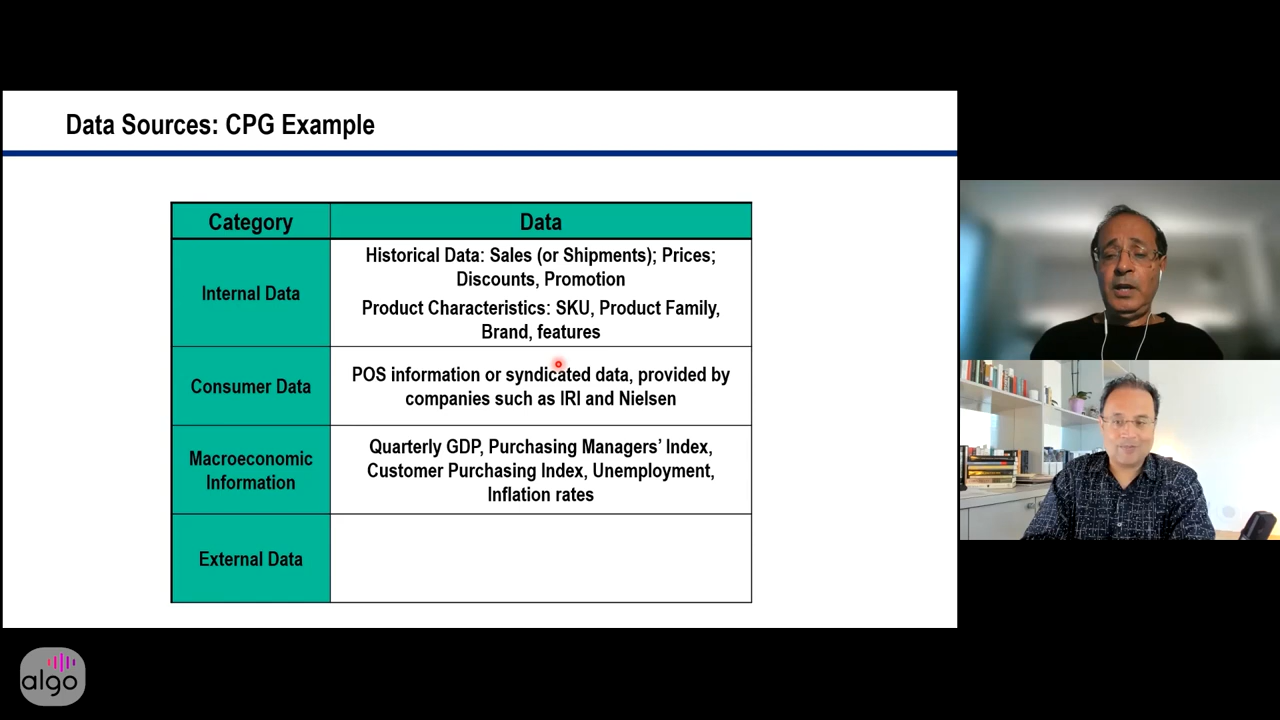 Data Sources: CPG Example
Category
Data
Internal Data
Historical Data: Sales (or Shipments); Prices;
Discounts, Promotion
Product Characteristics: SKU, Product Family,
Brand, features
Consumer Data
POS information or syndicated data, provided by
companies such as IRI and Nielsen
Macroeconomic
Information
Quarterly GDP, Purchasing Managers’ Index,
Customer Purchasing Index, Unemployment,
Inflation rates
External Data
algo